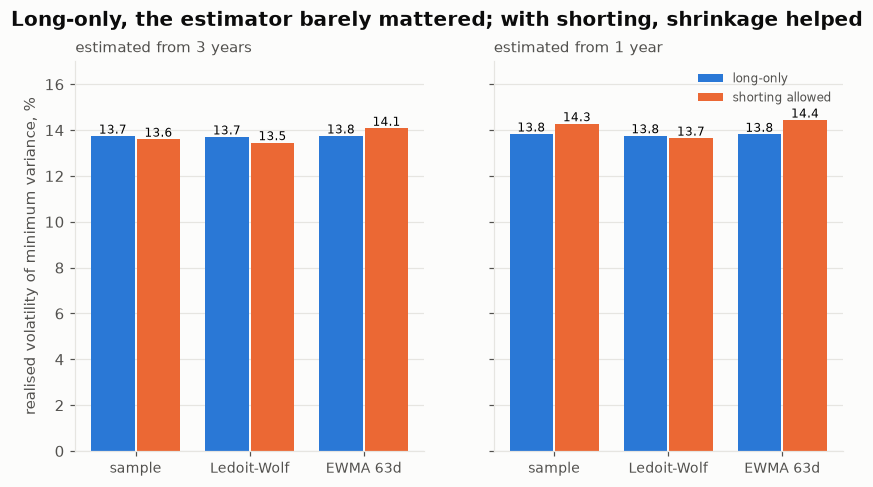 Long-only, the estimator barely mattered; with shorting, shrinkage helped
estimated from 3 years
realised volatility of minimum variance, %
16
14
12
10
8
6
4
2
0
13.7
13.6
13.7
13.5
13.8
14.1
sample
Ledoit-Wolf
EWMA 63d
estimated from 1 year
long-only
shorting allowed
13.8
14.3
13.8
13.7
13.8
14.4
sample
Ledoit-Wolf
EWMA 63d